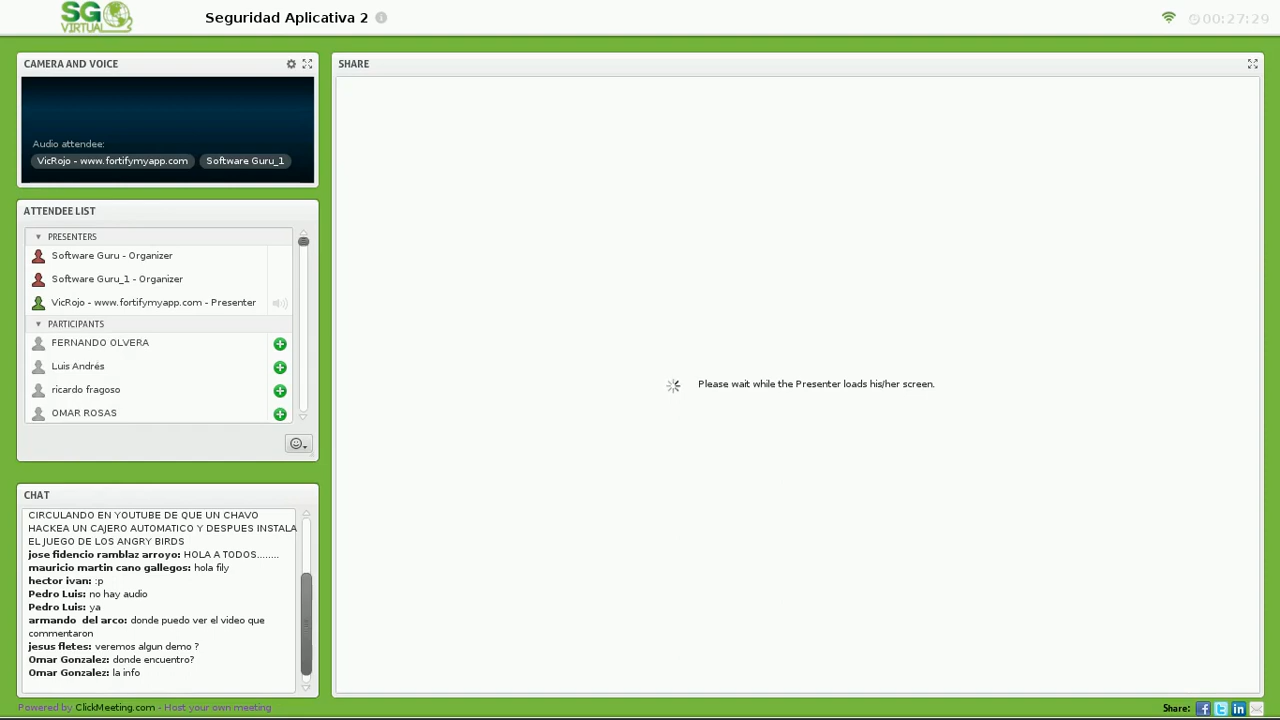 SG
VIRTUAL
Seguridad Aplicativa 2
00:27:29
CAMERA AND VOICE
Audio attendee:
VicRojo - www.fortifymyapp.com Software Guru_1
ATTENDEE LIST
PRESENTERS
Software Guru - Organizer
Software Guru_1 - Organizer
VicRojo - www.fortifymyapp.com - Presenter
PARTICIPANTS
FERNANDO OLVERA
Luis Andrés
ricardo fragoso
OMAR ROSAS
CHAT
CIRCULANDO EN YOUTUBE DE QUE UN CHAVO
HACKEA UN CAJERO AUTOMATICO Y DESPUES INSTALA
EL JUEGO DE LOS ANGRY BIRDS
jose fidencio ramblaz arroyo: HOLA A TODOS........
mauricio martin cano gallegos: hola fily
hector ivan: :p
Pedro Luis: no hay audio
Pedro Luis: ya
armando del arco: donde puedo ver el video que
commentaron
jesus fletes: veremos algun demo ?
Omar Gonzalez: donde encuentro?
Omar Gonzalez: la info
SHARE
Please wait while the Presenter loads his/her screen.
Powered by ClickMeeting.com - Host your own meeting
Share: